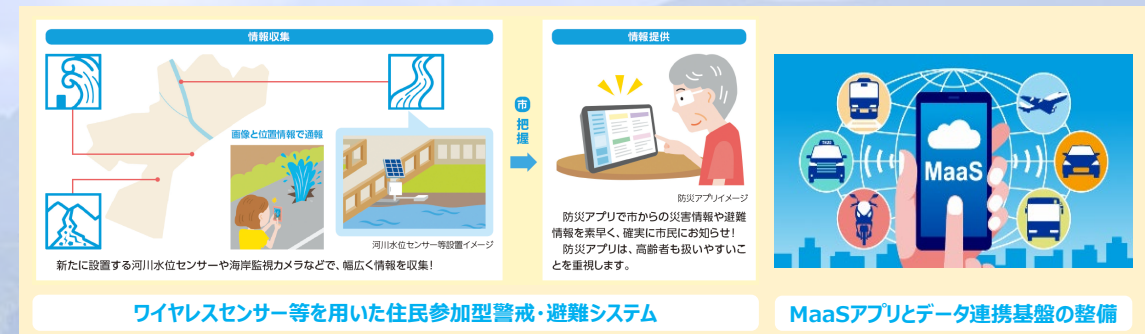 情報収集
画像と位置情報で通報
河川水位センサー等設置イメージ
新たに設置する河川水位センサーや海岸監視カメラなどで、幅広く情報を収集!
市
把
握
情報提供
防災アプリイメージ
防災アプリで市からの災害情報や避難
情報を素早く、確実に市民にお知らせ!
防災アプリは、高齢者も扱いやすいこ
とを重視します。
TAXI
MaaS
ワイヤレスセンサー等を用いた住民参加型警戒・避難システム
MaaSアプリとデータ連携基盤の整備